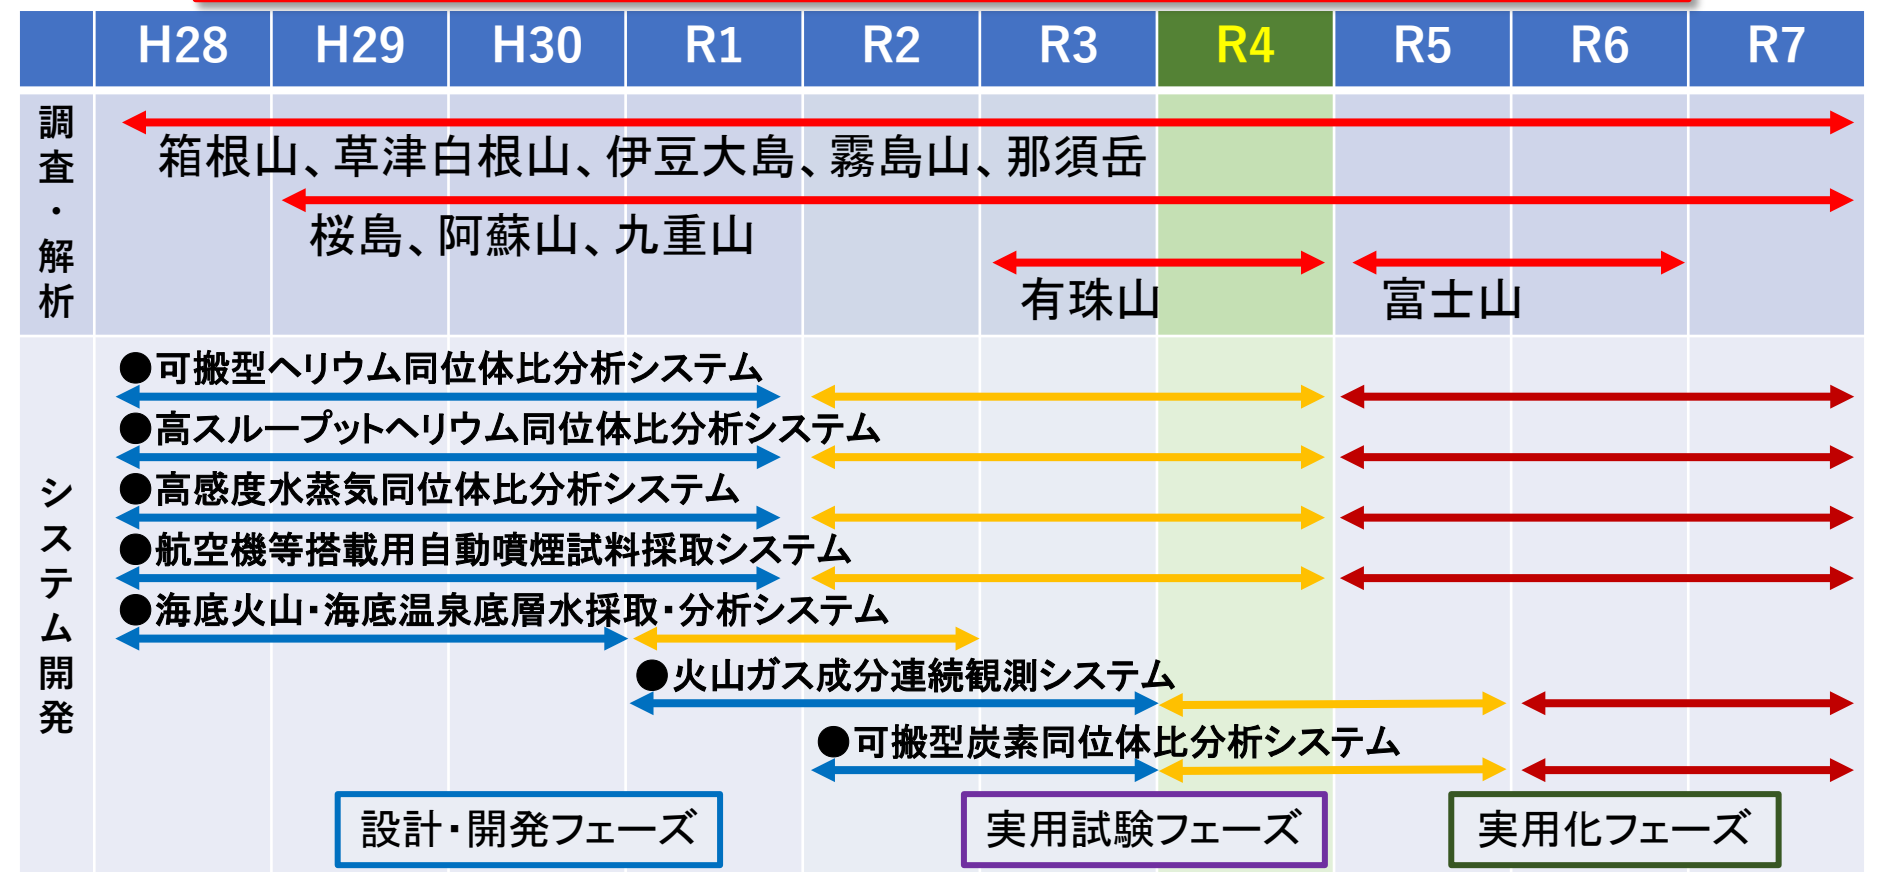 H28 H29 H30 R1 R2 R3 R4 R5 R6 R7
調査・解析
箱根山、草津白根山、伊豆大島、霧島山、那須岳
桜島、阿蘇山、九重山
有珠山 富士山
システム開発
●可搬型ヘリウム同位体比分析システム
●高スループットヘリウム同位体比分析システム
●高感度水蒸気同位体比分析システム
●航空機等搭載用自動噴煙試料採取システム
●海底火山・海底温泉底層水採取・分析システム
●火山ガス成分連続観測システム
●可搬型炭素同位体比分析システム
設計・開発フェーズ 実用試験フェーズ 実用化フェーズ